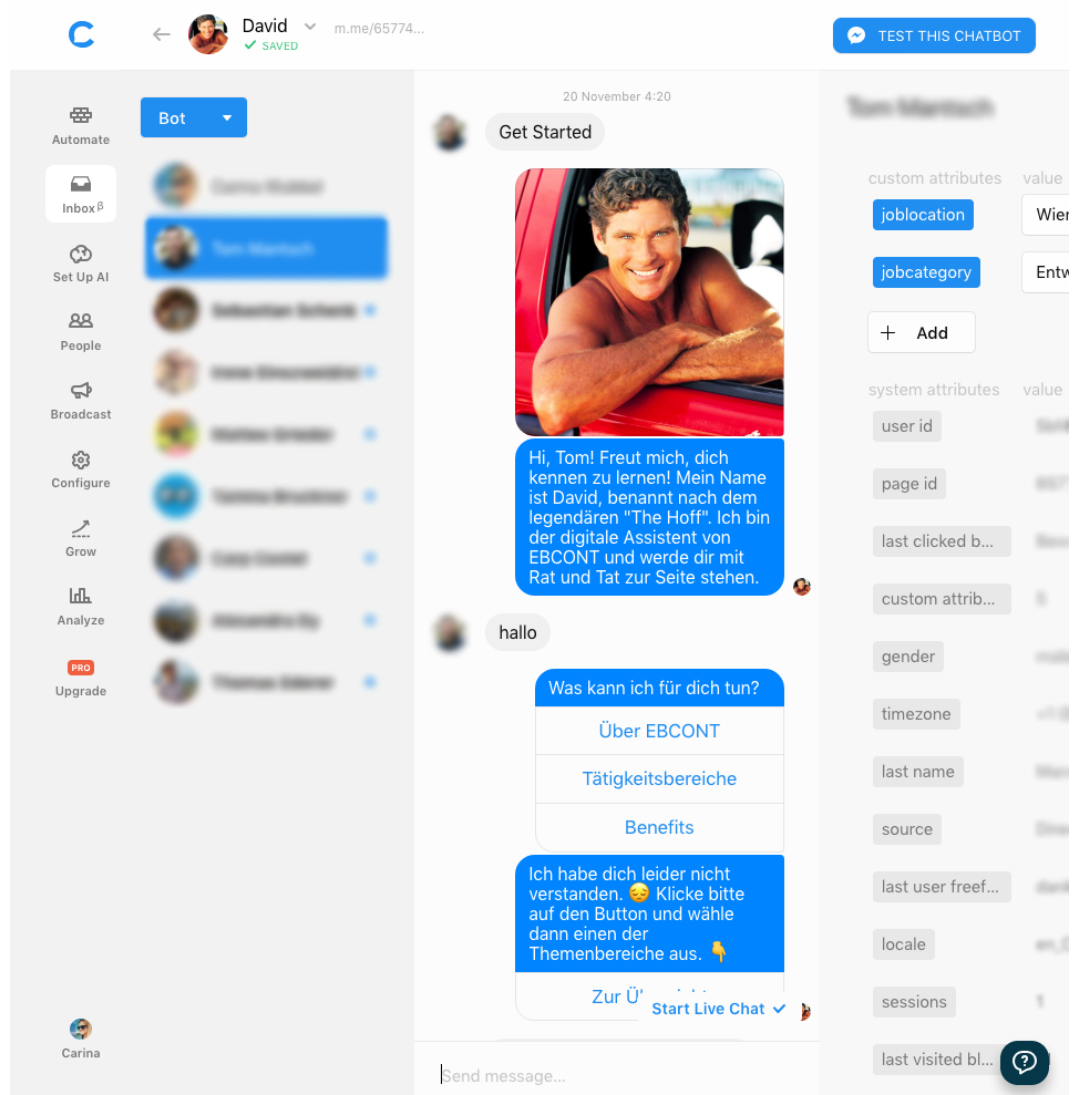 David
m.me/65774...
SAVED
TEST THIS CHATBOT
Automate
Inbox β
Set Up AI
People
Broadcast
Configure
Grow
Analyze
PRO
Upgrade
Carina
Bot
20 November 4:20
Get Started
Hi, Tom! Freut mich, dich
kennen zu lernen! Mein Name
ist David, benannt nach dem
legendären "The Hoff". Ich bin
der digitale Assistent von
EBCONT und werde dir mit
Rat und Tat zur Seite stehen.
hallo
Was kann ich für dich tun?
Über EBCONT
Tätigkeitsbereiche
Benefits
Ich habe dich leider nicht
verstanden. 😔 Klicke bitte
auf den Button und wähle
dann einen der
Themenbereiche aus. 👇
Zur
Start Live Chat
Send message...
custom attributes value
joblocation
jobcategory
+ Add
system attributes value
user id
page id
last clicked b...
custom attrib...
gender
timezone
last name
source
last user freef...
locale
sessions
last visited bl...